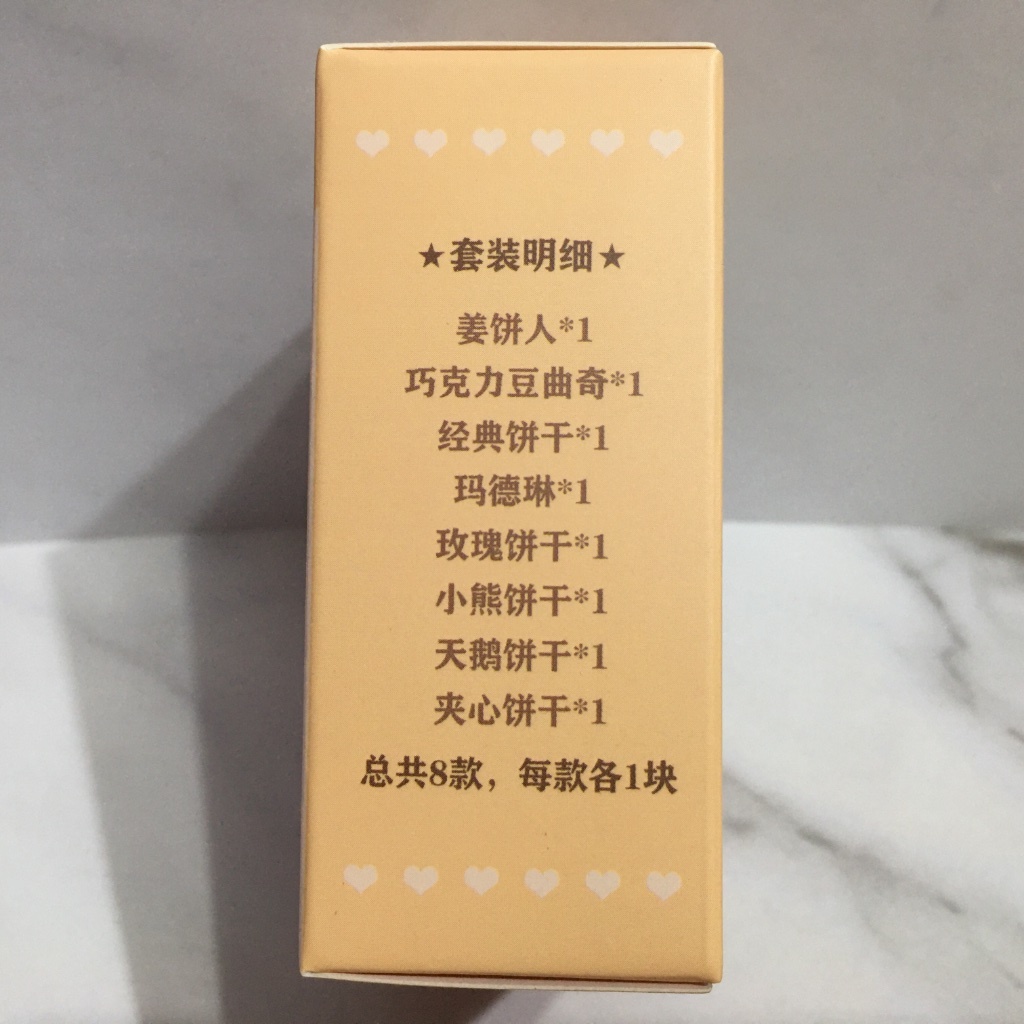 ★套装明细★
姜饼人*1
巧克力豆曲奇*1
经典饼干*1
玛德琳*1
玫瑰饼干*1
小熊饼干*1
天鹅饼干*1
夹心饼干*1
总共8款，每款各1块